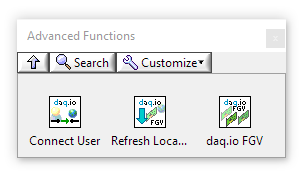 Advanced Functions
Search
Customize
daq.io
daq.io
FGV
daq.io
FGV
Connect User
Refresh Loca...
daq.io FGV